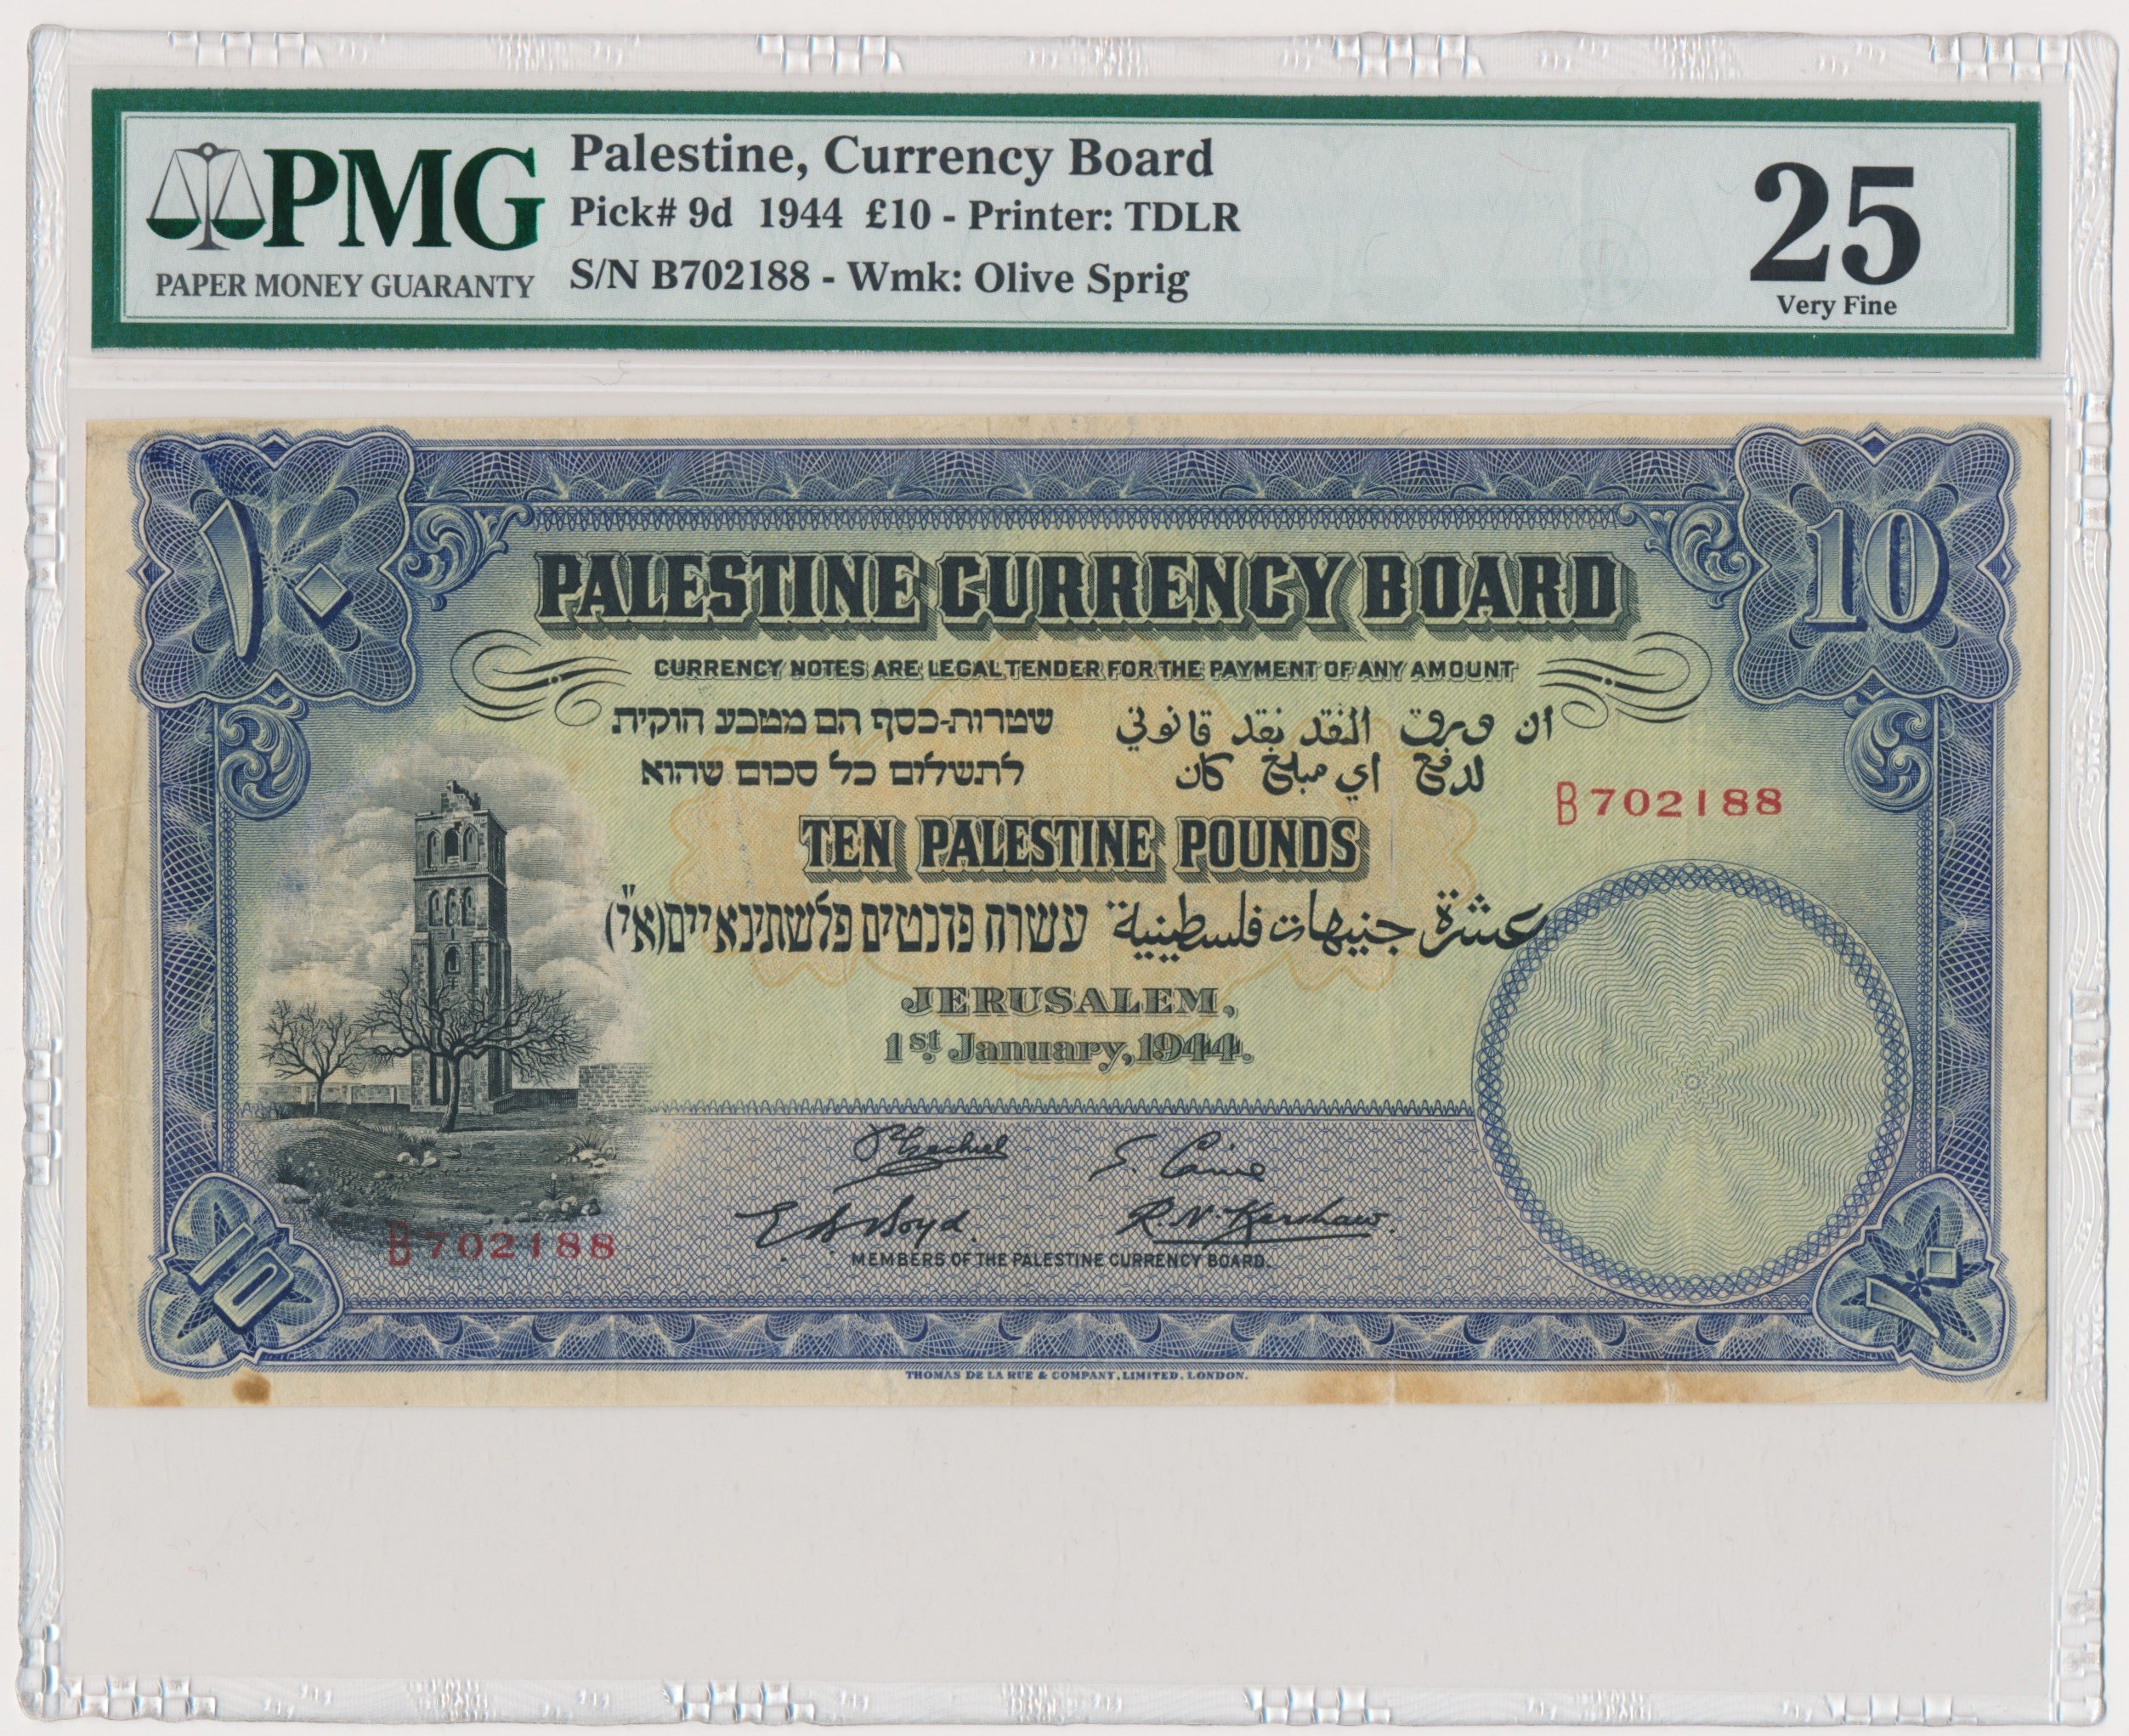 PMG
PAPER MONEY GUARANTY
Palestine, Currency Board
Pick# 9d 1944 £10 - Printer: TDLR
S/N B702188 - Wmk: Olive Sprig
25
Very Fine
١٠
10
PALESTINE CURRENCY BOARD
CURRENCY NOTES ARE LEGAL TENDER FOR THE PAYMENT OF ANY AMOUNT
שטרות-כסף הם מטבע חוקית
לתשלום כל סכום שהוא
ان ورق النقد نقد قانوني
لدفع اي مبلغ كان
B702188
TEN PALESTINE POUNDS
עשרה פונטים פלשתינאיים(א״י)
عشرة جنيهات فلسطينية
JERUSALEM,
1st January, 1944.
S. Caine
R.N. Kershaw.
MEMBERS OF THE PALESTINE CURRENCY BOARD.
B702188
10
١٠
THOMAS DE LA RUE & COMPANY, LIMITED, LONDON.